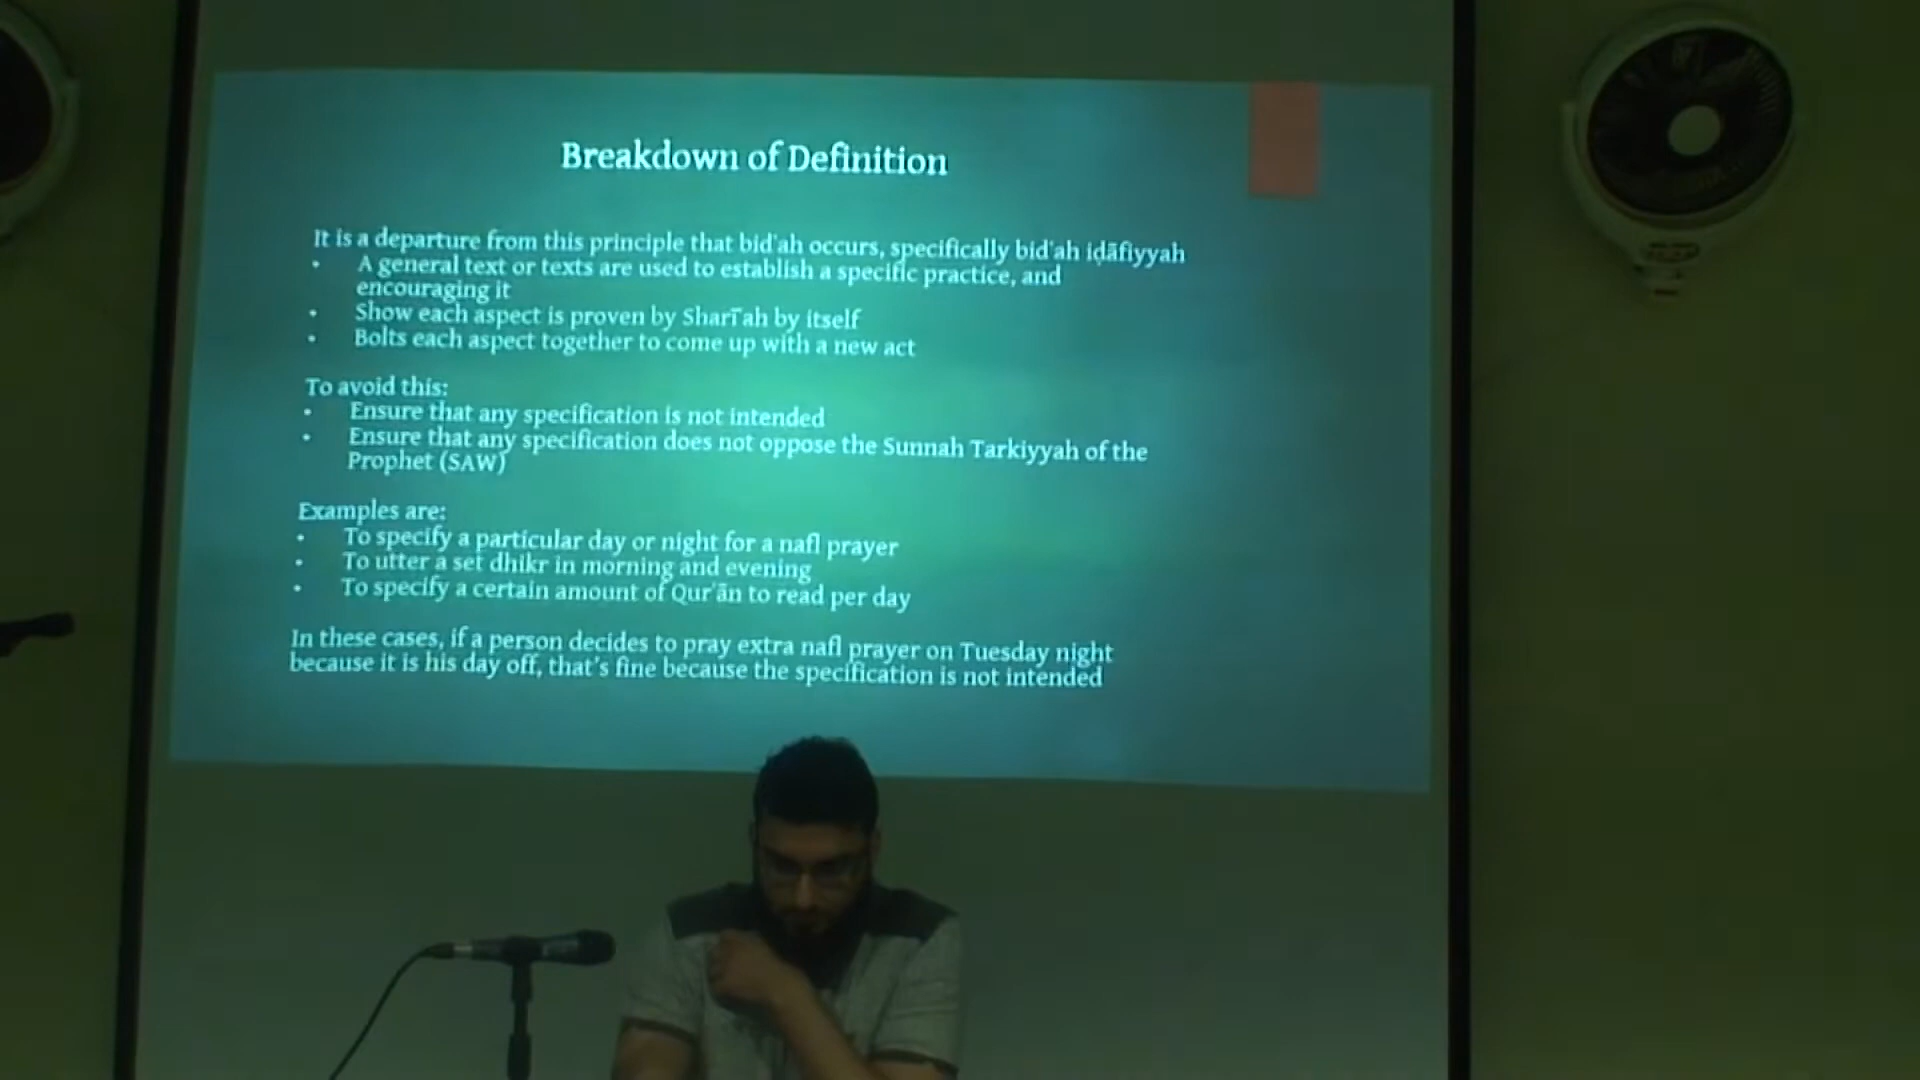 Breakdown of Definition
It is a departure from this principle that bid'ah occurs, specifically bid'ah iḍāfiyyah
• A general text or texts are used to establish a specific practice, and
encouraging it
• Show each aspect is proven by Sharī'ah by itself
• Bolts each aspect together to come up with a new act
To avoid this:
• Ensure that any specification is not intended
• Ensure that any specification does not oppose the Sunnah Tarkiyyah of the
Prophet (SAW)
Examples are:
• To specify a particular day or night for a nafl prayer
• To utter a set dhikr in morning and evening
• To specify a certain amount of Qur'ān to read per day
In these cases, if a person decides to pray extra nafl prayer on Tuesday night
because it is his day off, that's fine because the specification is not intended